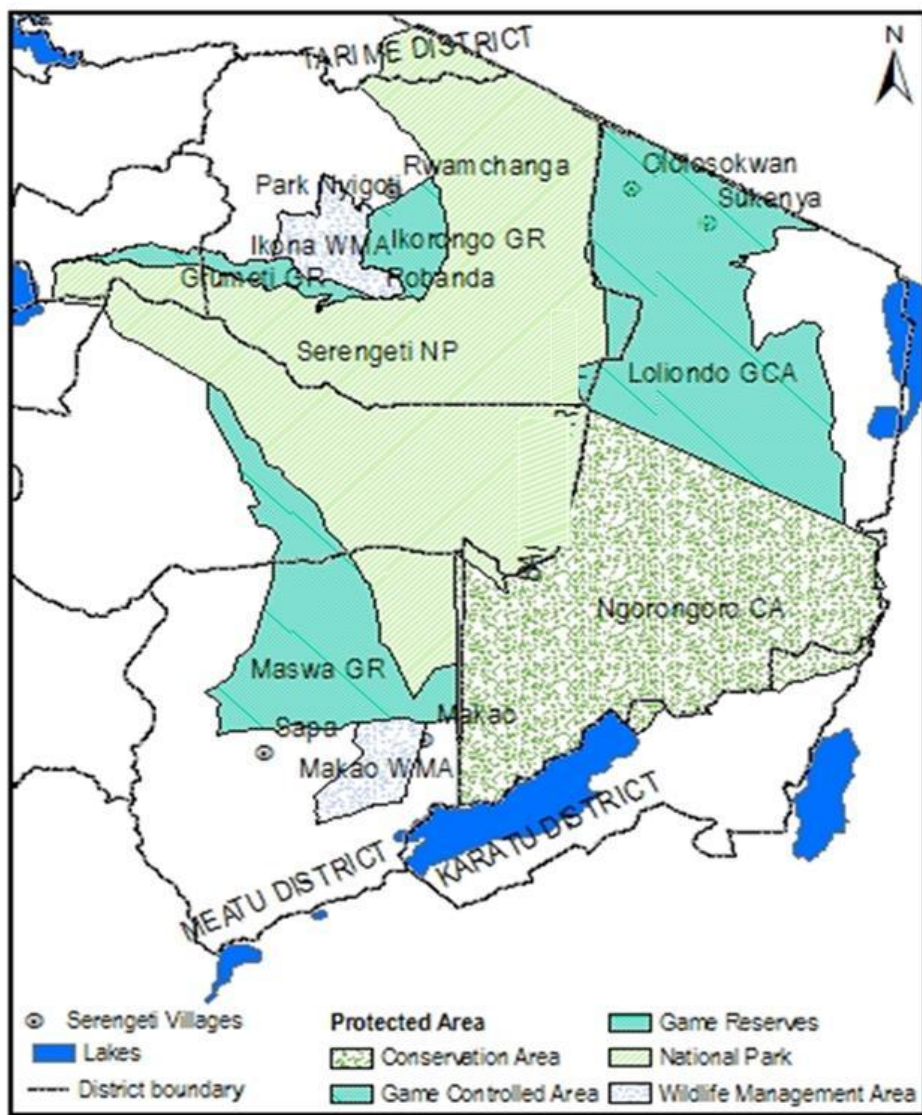 TARIME DISTRICT
N
Ololosokwan
Rwamchanga
Park Nyigoti
Sukenya
Ikona WMA
Ikorongo GR
Grumeti GR
Robanda
Serengeti NP
Loliondo GCA
Ngorongoro CA
Maswa GR
Makao
Sapa
Makao WMA
KARATU DISTRICT
MEATU DISTRICT
Serengeti Villages
Lakes
District boundary
Protected Area
Conservation Area
Game Controlled Area
Game Reserves
National Park
Wildlife Management Area